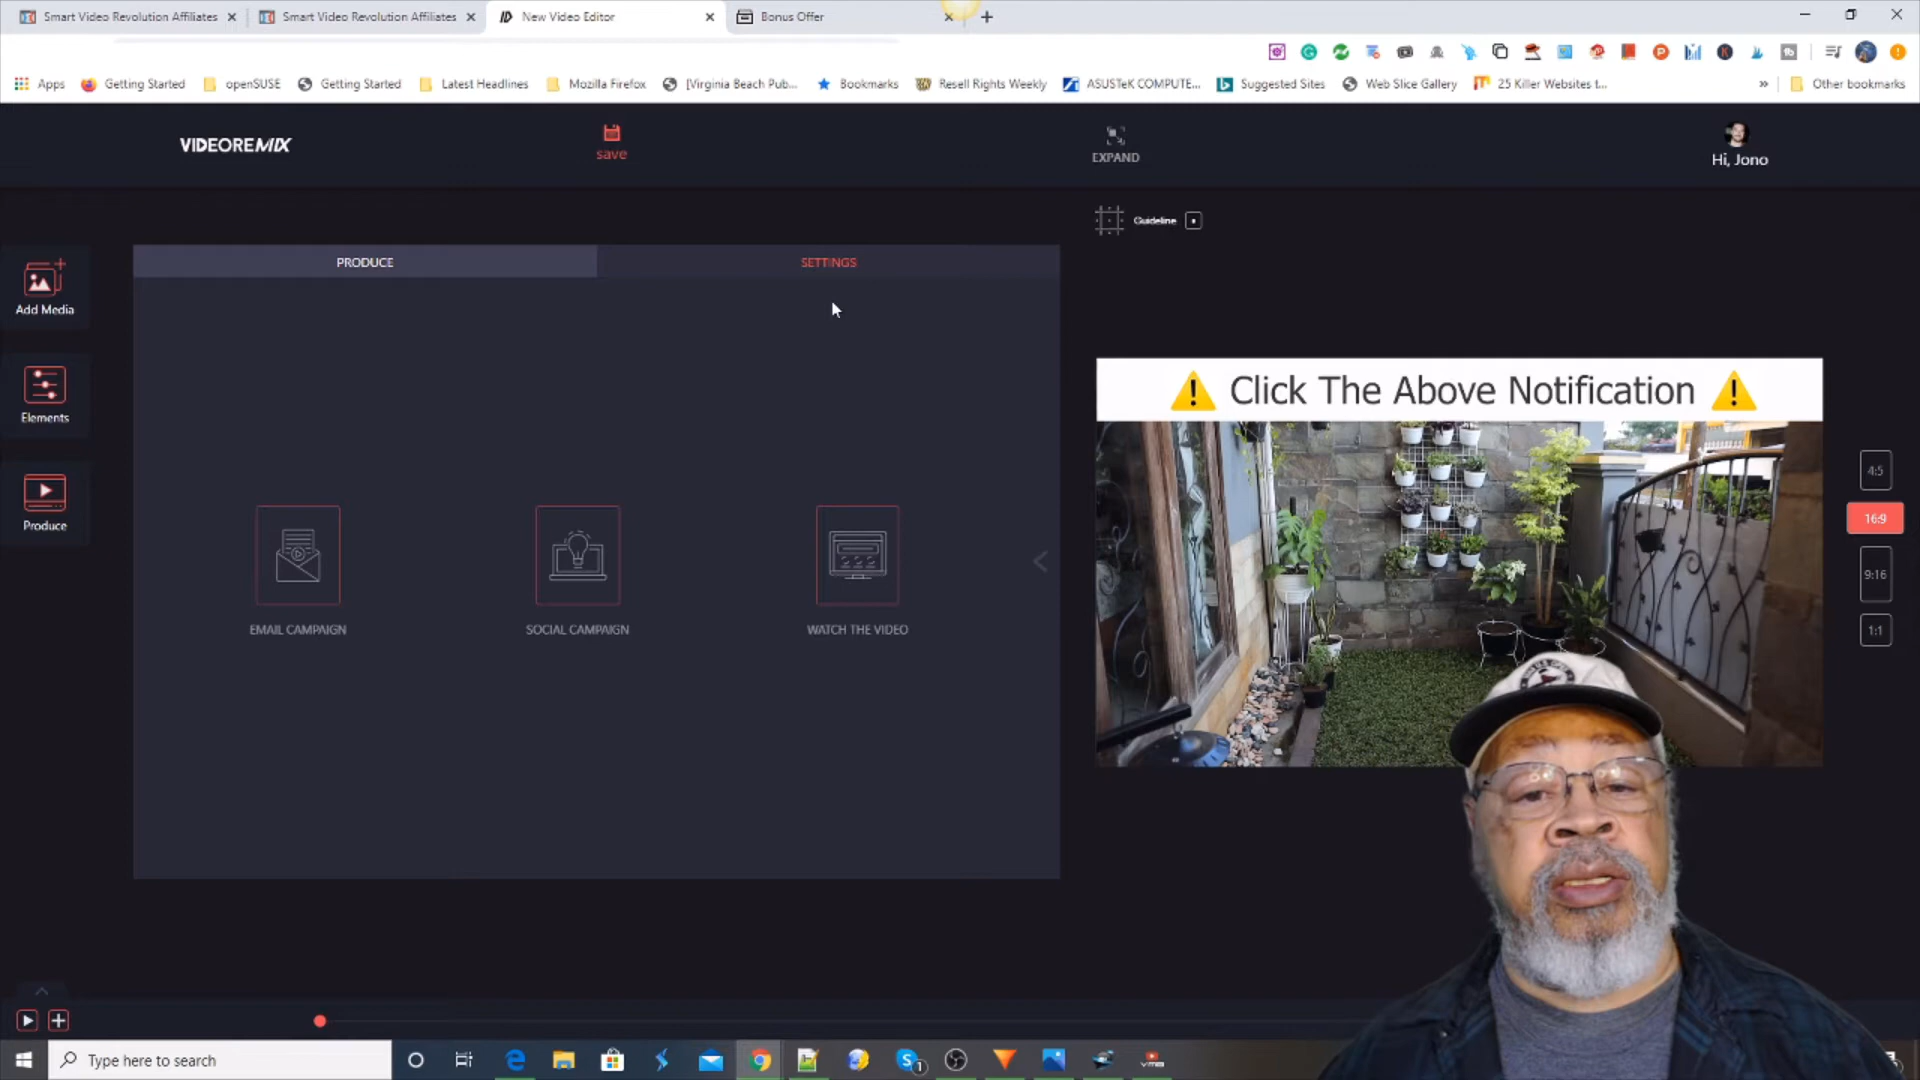 Smart Video Revolution Affiliates
Smart Video Revolution Affiliates
New Video Editor
Bonus Offer
Apps
Getting Started
openSUSE
Getting Started
Latest Headlines
Mozilla Firefox
[Virginia Beach Pub...
Bookmarks
Resell Rights Weekly
ASUSTeK COMPUTE...
Suggested Sites
Web Slice Gallery
25 Killer Websites t...
»
Other bookmarks
VIDEOREMIX
save
EXPAND
Hi, Jono
Guideline
PRODUCE
SETTINGS
Add Media
Elements
Produce
Click The Above Notification
4:5
16:9
9:16
1:1
EMAIL CAMPAIGN
SOCIAL CAMPAIGN
WATCH THE VIDEO
Type here to search